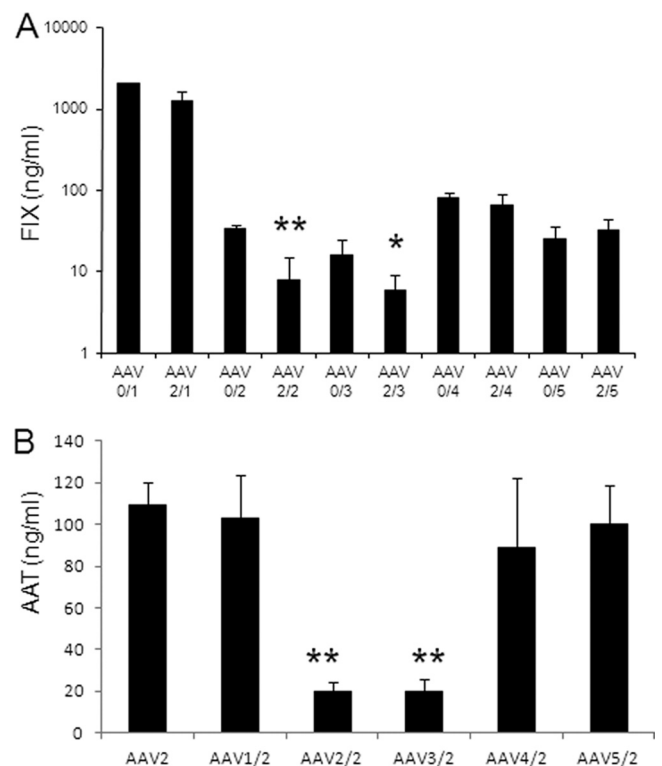 A
10000
1000
100
10
1
FIX (ng/ml)
**
*
AAV AAV AAV AAV AAV AAV AAV AAV AAV AAV
0/1 2/1 0/2 2/2 0/3 2/3 0/4 2/4 0/5 2/5
B
140
120
100
80
60
40
20
0
AAT (ng/ml)
** **
AAV2 AAV1/2 AAV2/2 AAV3/2 AAV4/2 AAV5/2